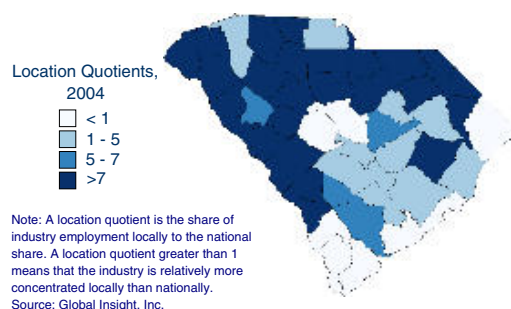 Location Quotients,
2004
< 1
1 - 5
5 - 7
>7
Note: A location quotient is the share of
industry employment locally to the national
share. A location quotient greater than 1
means that the industry is relatively more
concentrated locally than nationally.
Source: Global Insight, Inc.